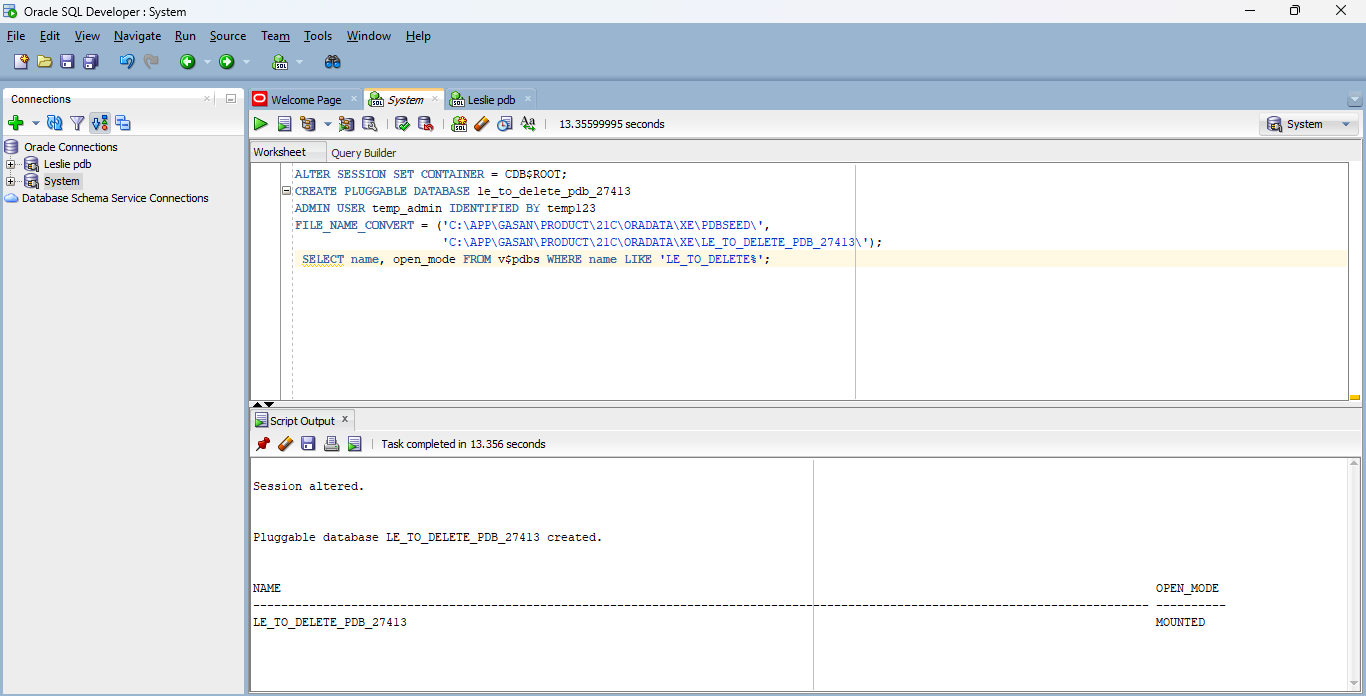 Oracle SQL Developer : System
File Edit View Navigate Run Source Team Tools Window Help
Connections
Oracle Connections
Leslie pdb
System
Database Schema Service Connections
Welcome Page System Leslie pdb
13.35599995 seconds
System
Worksheet Query Builder
ALTER SESSION SET CONTAINER = CDB$ROOT;
CREATE PLUGGABLE DATABASE le_to_delete_pdb_27413
ADMIN USER temp_admin IDENTIFIED BY temp123
FILE_NAME_CONVERT = ('C:\APP\GASAN\PRODUCT\21C\ORADATA\XE\PDBSEED\',
'C:\APP\GASAN\PRODUCT\21C\ORADATA\XE\LE_TO_DELETE_PDB_27413\');
SELECT name, open_mode FROM v$pdbs WHERE name LIKE 'LE_TO_DELETE%';
Script Output
Task completed in 13.356 seconds
Session altered.
Pluggable database LE_TO_DELETE_PDB_27413 created.
NAME OPEN_MODE
LE_TO_DELETE_PDB_27413 MOUNTED